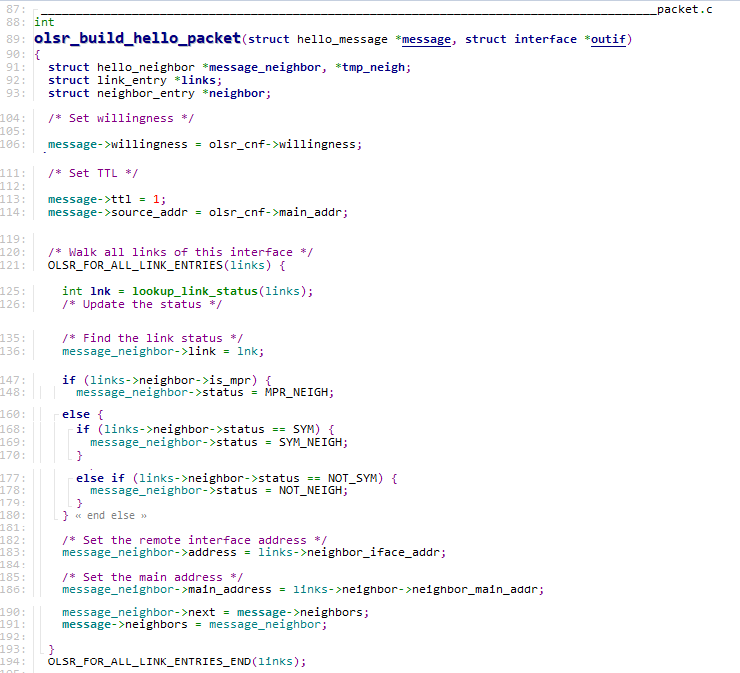 87: packet.c
88: int
89: olsr_build_hello_packet(struct hello_message *message, struct interface *outif)
90: {
91: struct hello_neighbor *message_neighbor, *tmp_neigh;
92: struct link_entry *links;
93: struct neighbor_entry *neighbor;
104: /* Set willingness */
105:
106: message->willingness = olsr_cnf->willingness;
111: /* Set TTL */
112:
113: message->ttl = 1;
114: message->source_addr = olsr_cnf->main_addr;
119:
120: /* Walk all links of this interface */
121: OLSR_FOR_ALL_LINK_ENTRIES(links) {
125: int lnk = lookup_link_status(links);
126: /* Update the status */
135: /* Find the link status */
136: message_neighbor->link = lnk;
147: if (links->neighbor->is_mpr) {
148: message_neighbor->status = MPR_NEIGH;
160: else {
168: if (links->neighbor->status == SYM) {
169: message_neighbor->status = SYM_NEIGH;
170: }
177: else if (links->neighbor->status == NOT_SYM) {
178: message_neighbor->status = NOT_NEIGH;
179: }
180: } « end else »
181:
182: /* Set the remote interface address */
183: message_neighbor->address = links->neighbor_iface_addr;
184:
185: /* Set the main address */
186: message_neighbor->main_address = links->neighbor->neighbor_main_addr;
190: message_neighbor->next = message->neighbors;
191: message->neighbors = message_neighbor;
192:
193: }
194: OLSR_FOR_ALL_LINK_ENTRIES_END(links);